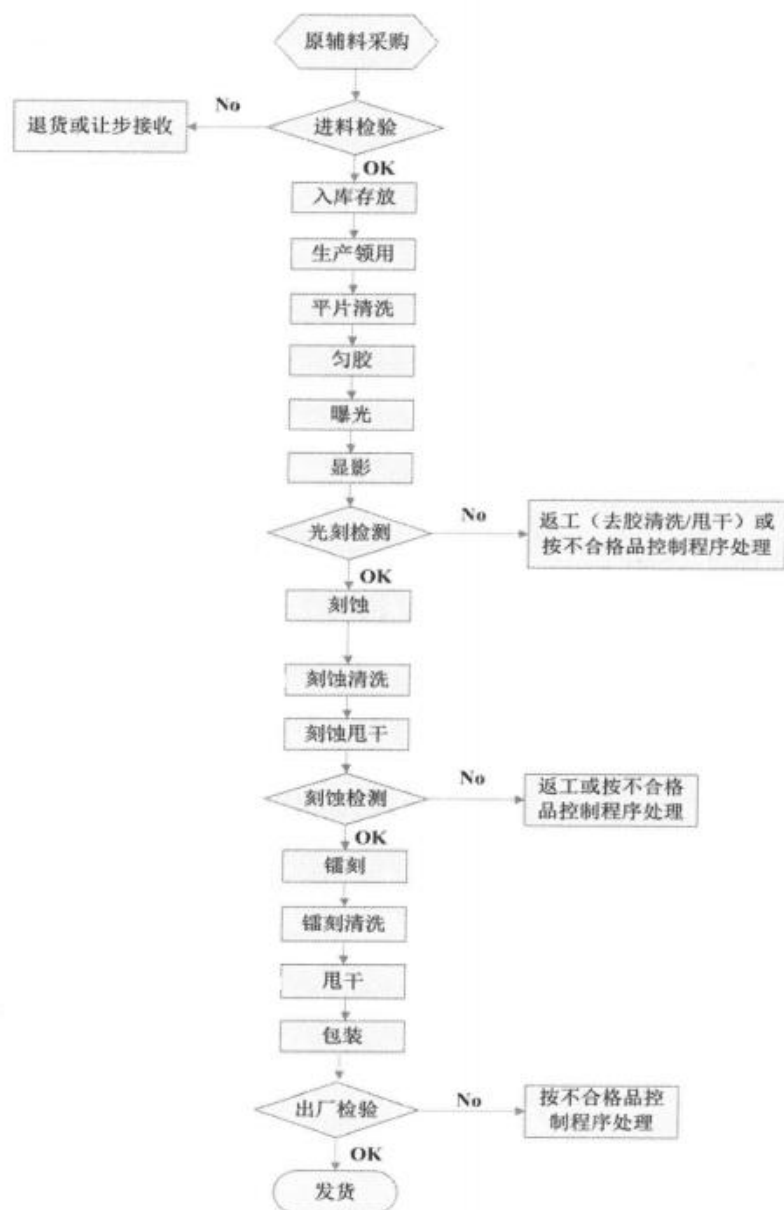 原辅料采购
No
退货或让步接收
进料检验
OK
入库存放
生产领用
平片清洗
匀胶
曝光
显影
光刻检测
No
返工（去胶清洗/甩干）或
按不合格品控制程序处理
OK
刻蚀
刻蚀清洗
刻蚀甩干
刻蚀检测
No
返工或按不合格
品控制程序处理
OK
镭刻
镭刻清洗
甩干
包装
出厂检验
No
按不合格品控
制程序处理
OK
发货